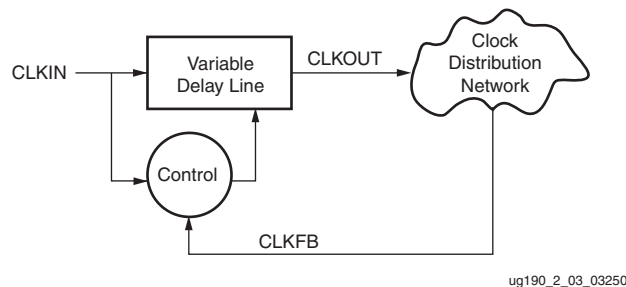 CLKIN
Variable
Delay Line
CLKOUT
Clock
Distribution
Network
Control
CLKFB
ug190_2_03_03250